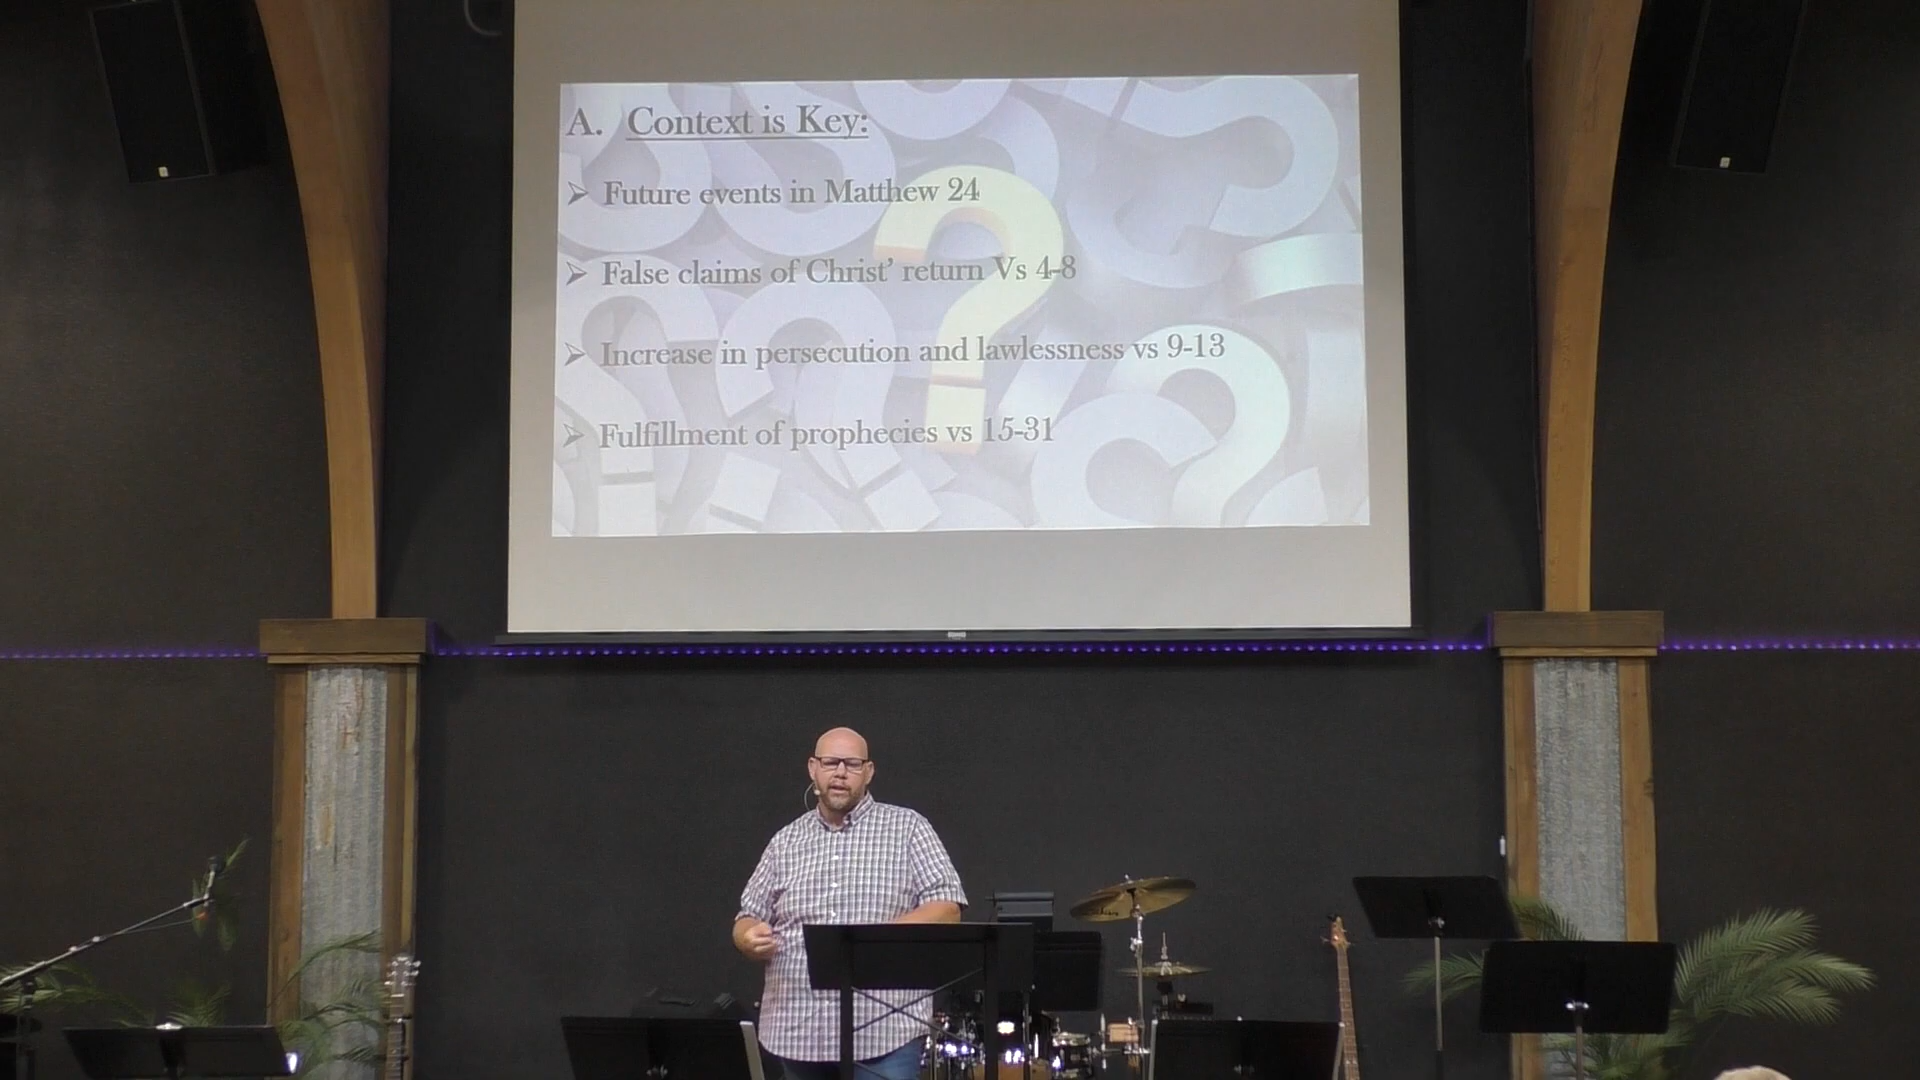 A. Context is Key:
Future events in Matthew 24
False claims of Christ' return Vs 4-8
Increase in persecution and lawlessness vs 9-13
Fulfillment of prophecies vs 15-31